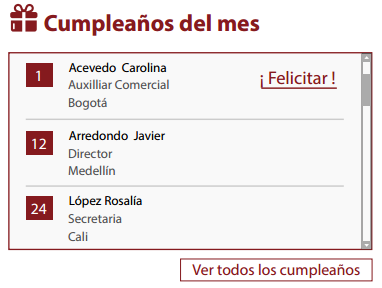 Cumpleaños del mes
1
Acevedo Carolina
¡ Felicitar !
Auxilliar Comercial
Bogotá
12
Arredondo Javier
Director
Medellín
24
López Rosalía
Secretaria
Cali
Ver todos los cumpleaños